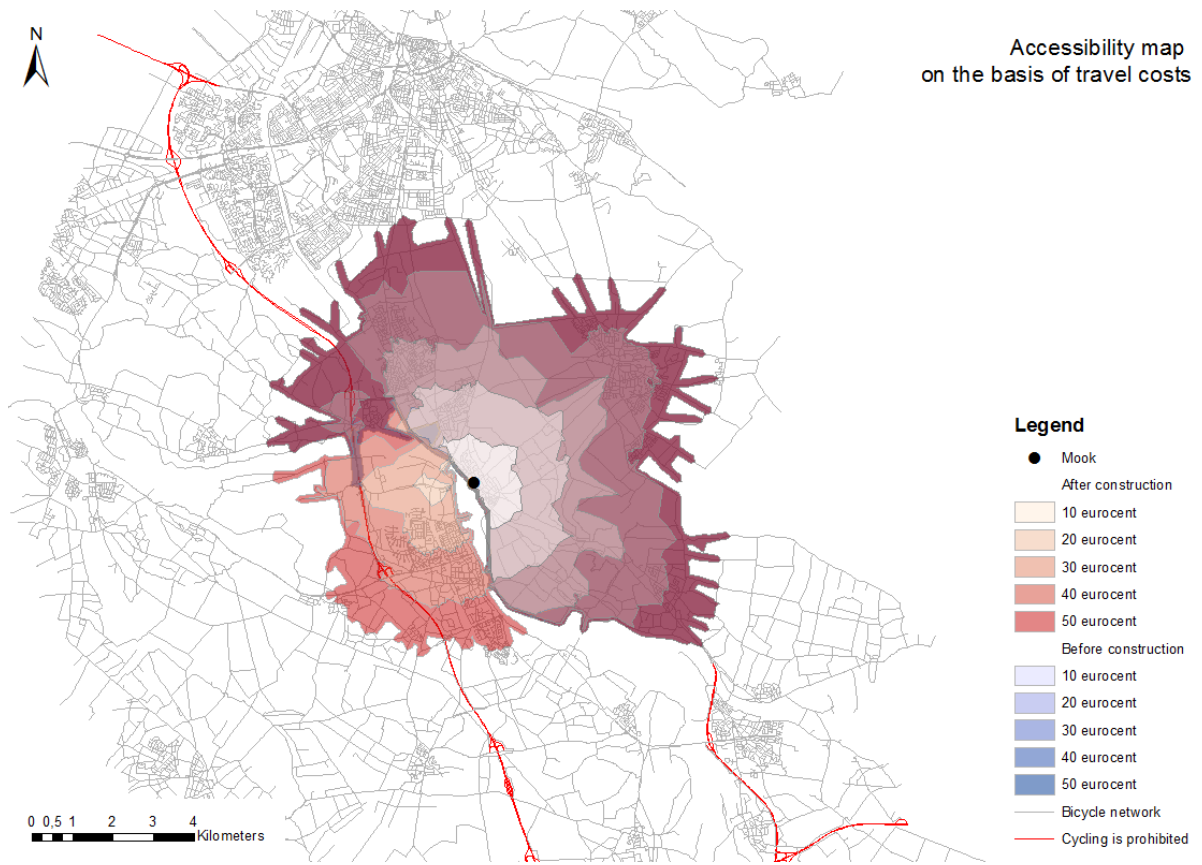 N
Accessibility map
on the basis of travel costs
Legend
Mook
After construction
10 eurocent
20 eurocent
30 eurocent
40 eurocent
50 eurocent
Before construction
10 eurocent
20 eurocent
30 eurocent
40 eurocent
50 eurocent
Bicycle network
Cycling is prohibited
0 0,5 1 2 3 4
Kilometers